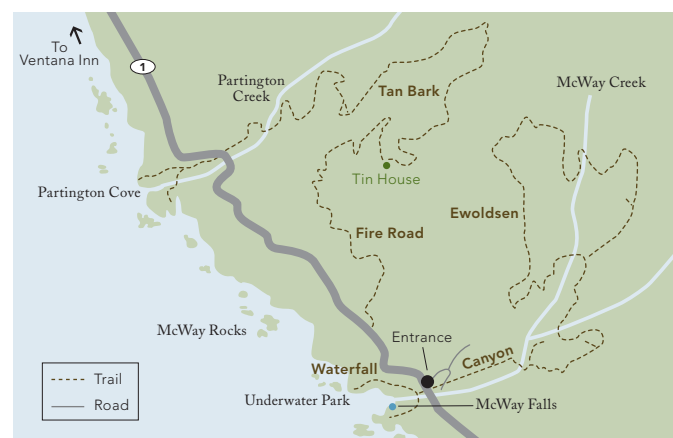 To
Ventana Inn
1
Partington
Creek
Tan Bark
McWay Creek
Tin House
Partington Cove
Ewoldsen
Fire Road
McWay Rocks
Entrance
Canyon
Waterfall
Trail
Road
Underwater Park
McWay Falls